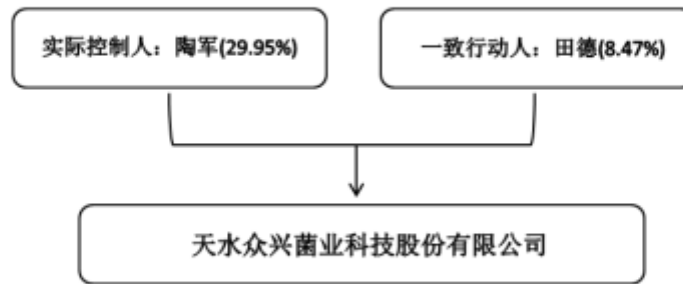 实际控制人：陶军(29.95%)
一致行动人：田德(8.47%)
天水众兴菌业科技股份有限公司